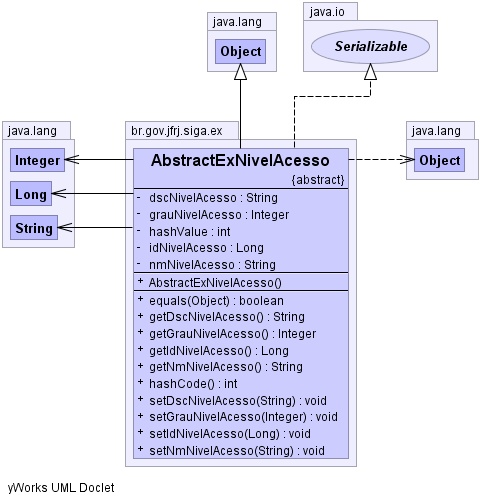 java.lang
Object
java.io
Serializable
java.lang
Integer
Long
String
br.gov.jfrj.siga.ex
AbstractExNivelAcesso
{abstract}
- dscNivelAcesso : String
- grauNivelAcesso : Integer
- hashValue : int
- idNivelAcesso : Long
- nmNivelAcesso : String
+ AbstractExNivelAcesso()
+ equals(Object) : boolean
+ getDscNivelAcesso() : String
+ getGrauNivelAcesso() : Integer
+ getIdNivelAcesso() : Long
+ getNmNivelAcesso() : String
+ hashCode() : int
+ setDscNivelAcesso(String) : void
+ setGrauNivelAcesso(Integer) : void
+ setIdNivelAcesso(Long) : void
+ setNmNivelAcesso(String) : void
java.lang
Object
yWorks UML Doclet